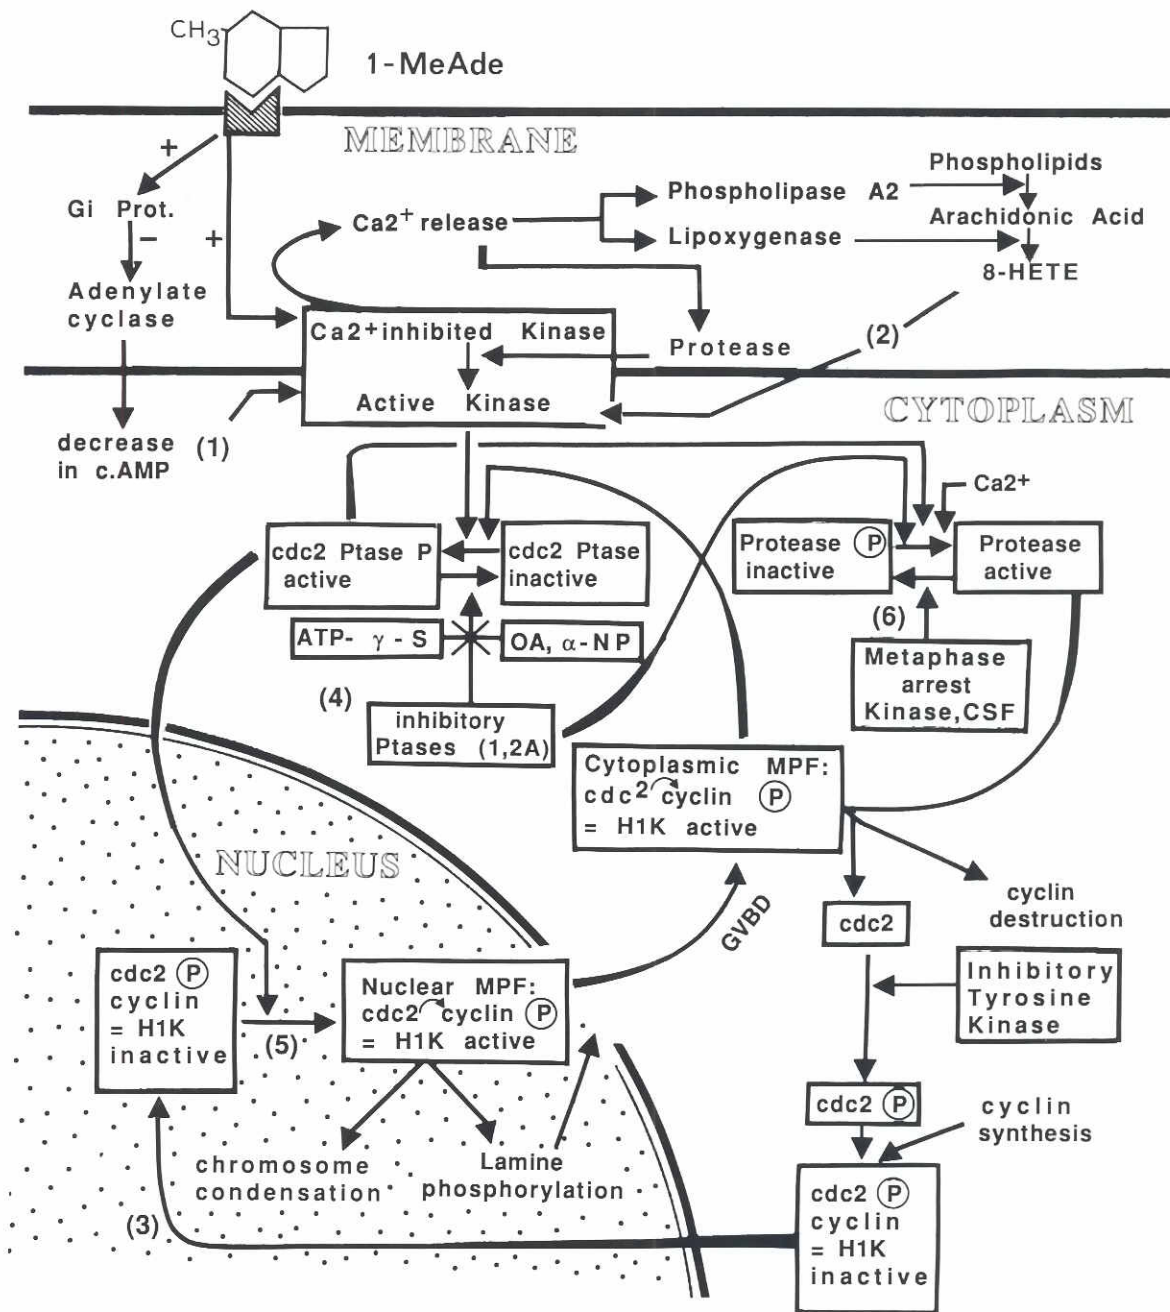 CH3
1-MeAde
MEMBRANE
+
Gi Prot.
−
+
Adenylate
cyclase
decrease
in c.AMP
(1)
Ca2+ release
Phospholipase A2
Lipoxygenase
Phospholipids
Arachidonic Acid
8-HETE
(2)
Ca2+inhibited Kinase
Protease
Active Kinase
CYTOPLASM
Ca2+
cdc2 Ptase P
active
cdc2 Ptase
inactive
Protease P
inactive
Protease
active
ATP- γ - S
OA, α-NP
(6)
(4)
Metaphase
arrest
Kinase,CSF
inhibitory
Ptases (1,2A)
Cytoplasmic MPF:
cdc2 cyclin P
= H1K active
NUCLEUS
GVBD
cyclin
destruction
cdc2
Inhibitory
Tyrosine
Kinase
cdc2 P
cyclin
= H1K
inactive
(5)
Nuclear MPF:
cdc2 cyclin P
= H1K active
cdc2 P
cyclin
synthesis
chromosome
condensation
Lamine
phosphorylation
(3)
cdc2 P
cyclin
= H1K
inactive